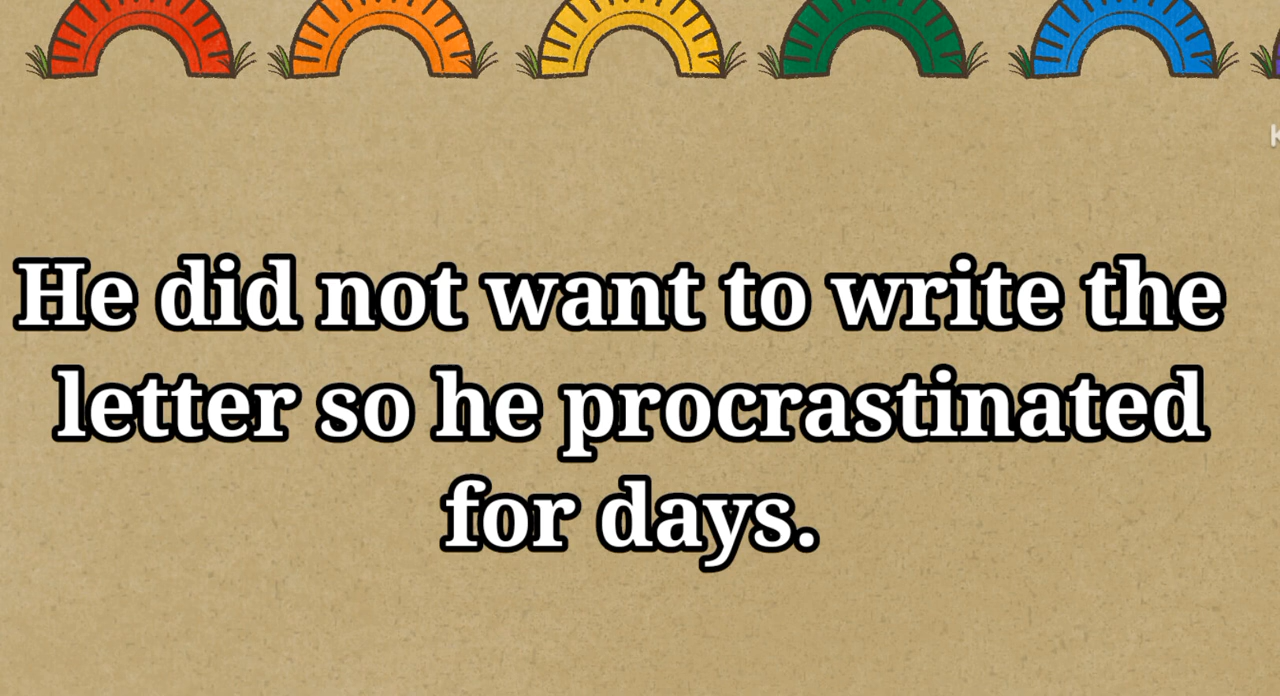 He did not want to write the
letter so he procrastinated
for days.